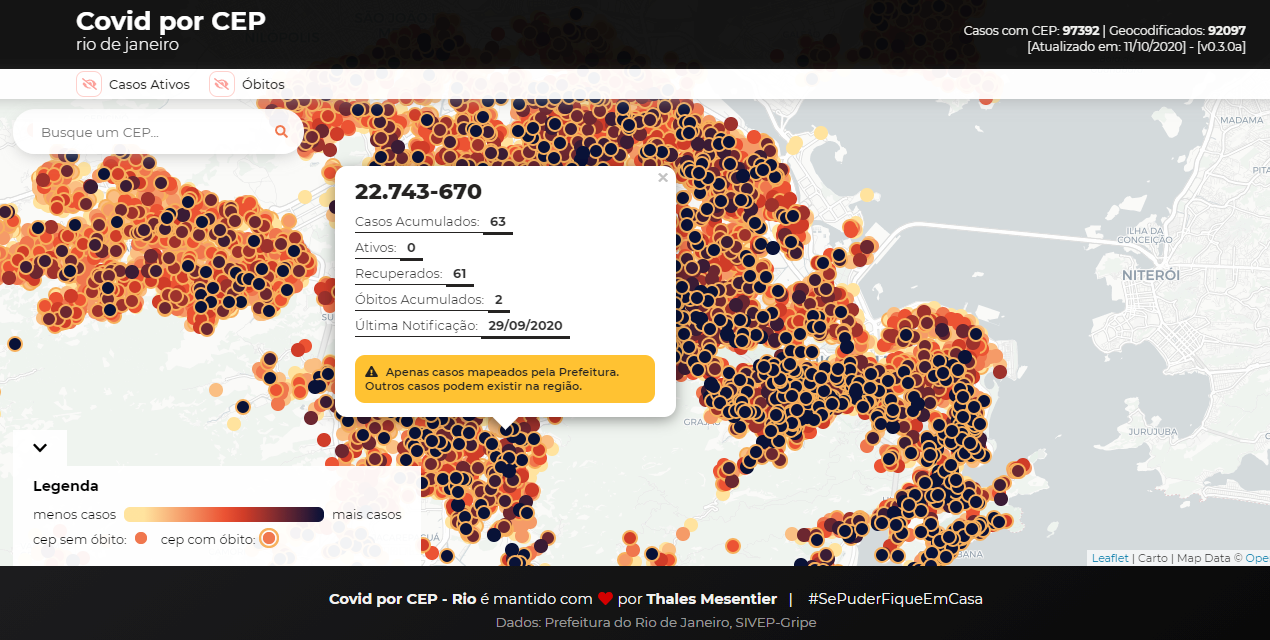 Covid por CEP
rio de janeiro
Casos com CEP: 97392 | Geocodificados: 92097
[Atualizado em: 11/10/2020] - [v0.3.0a]
Casos Ativos
Óbitos
Busque um CEP...
22.743-670
×
Casos Acumulados: 63
Ativos: 0
Recuperados: 61
Óbitos Acumulados: 2
Última Notificação: 29/09/2020
Apenas casos mapeados pela Prefeitura.
Outros casos podem existir na região.
MADAMA
ILHA DA
CONCEIÇÃO
NITERÓI
JURUJUBA
Legenda
menos casos
mais casos
cep sem óbito:
cep com óbito:
Leaflet | Carto | Map Data © Ope
Covid por CEP - Rio é mantido com ❤ por Thales Mesentier | #SePuderFiqueEmCasa
Dados: Prefeitura do Rio de Janeiro, SIVEP-Gripe